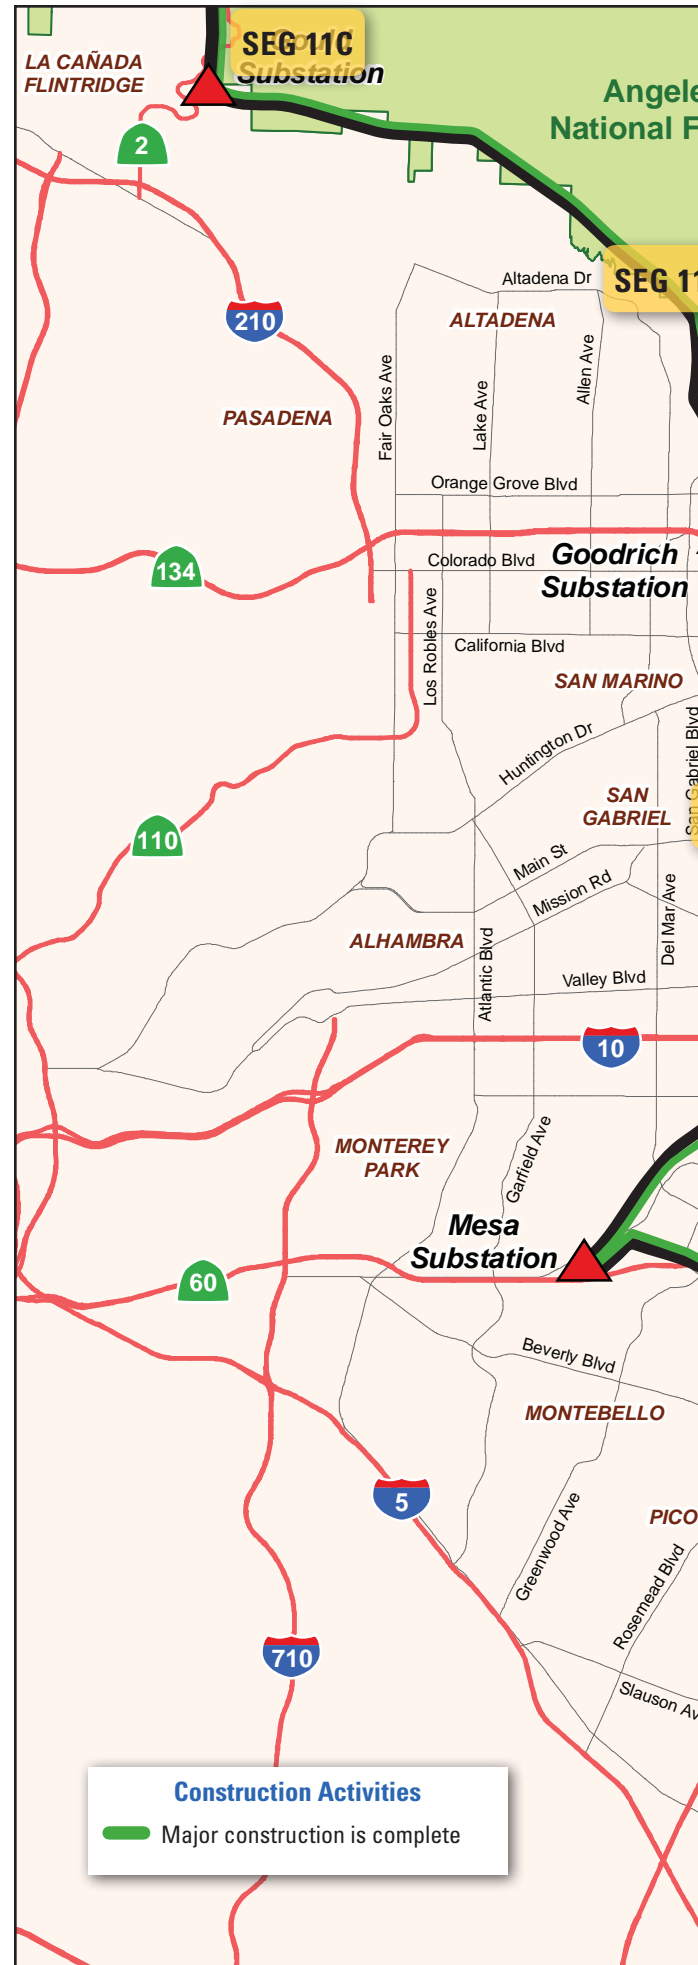 SEG 11C
Gould
Substation
LA CAÑADA
FLINTRIDGE
Angele
National F
2
SEG 11
Altadena Dr
ALTADENA
210
Fair Oaks Ave
Lake Ave
Allen Ave
PASADENA
Orange Grove Blvd
Colorado Blvd
Goodrich
Substation
134
Los Robles Ave
California Blvd
SAN MARINO
San Gabriel Blvd
Huntington Dr
SAN
GABRIEL
110
Main St
Mission Rd
Del Mar Ave
ALHAMBRA
Atlantic Blvd
Valley Blvd
10
MONTEREY
PARK
Garfield Ave
Mesa
Substation
60
Beverly Blvd
MONTEBELLO
5
Greenwood Ave
PICO
Rosemead Blvd
710
Slauson Av
Construction Activities
Major construction is complete